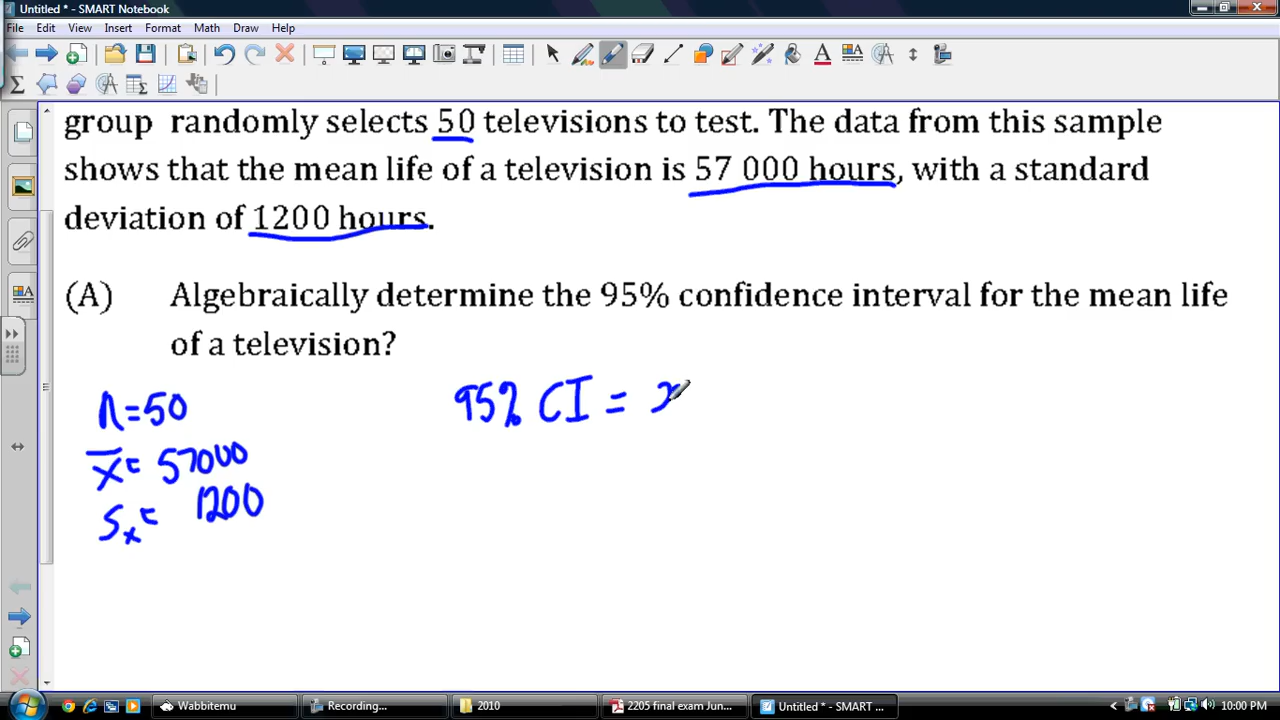 Untitled * - SMART Notebook
File Edit View Insert Format Math Draw Help
group randomly selects 50 televisions to test. The data from this sample
shows that the mean life of a television is 57 000 hours, with a standard
deviation of 1200 hours.
(A) Algebraically determine the 95% confidence interval for the mean life
of a television?
n=50 95% CI = x
x̄= 57000
Sx= 1200
Wabbitemu Recording... 2010 2205 final exam Jun... Untitled * - SMART ... 10:00 PM